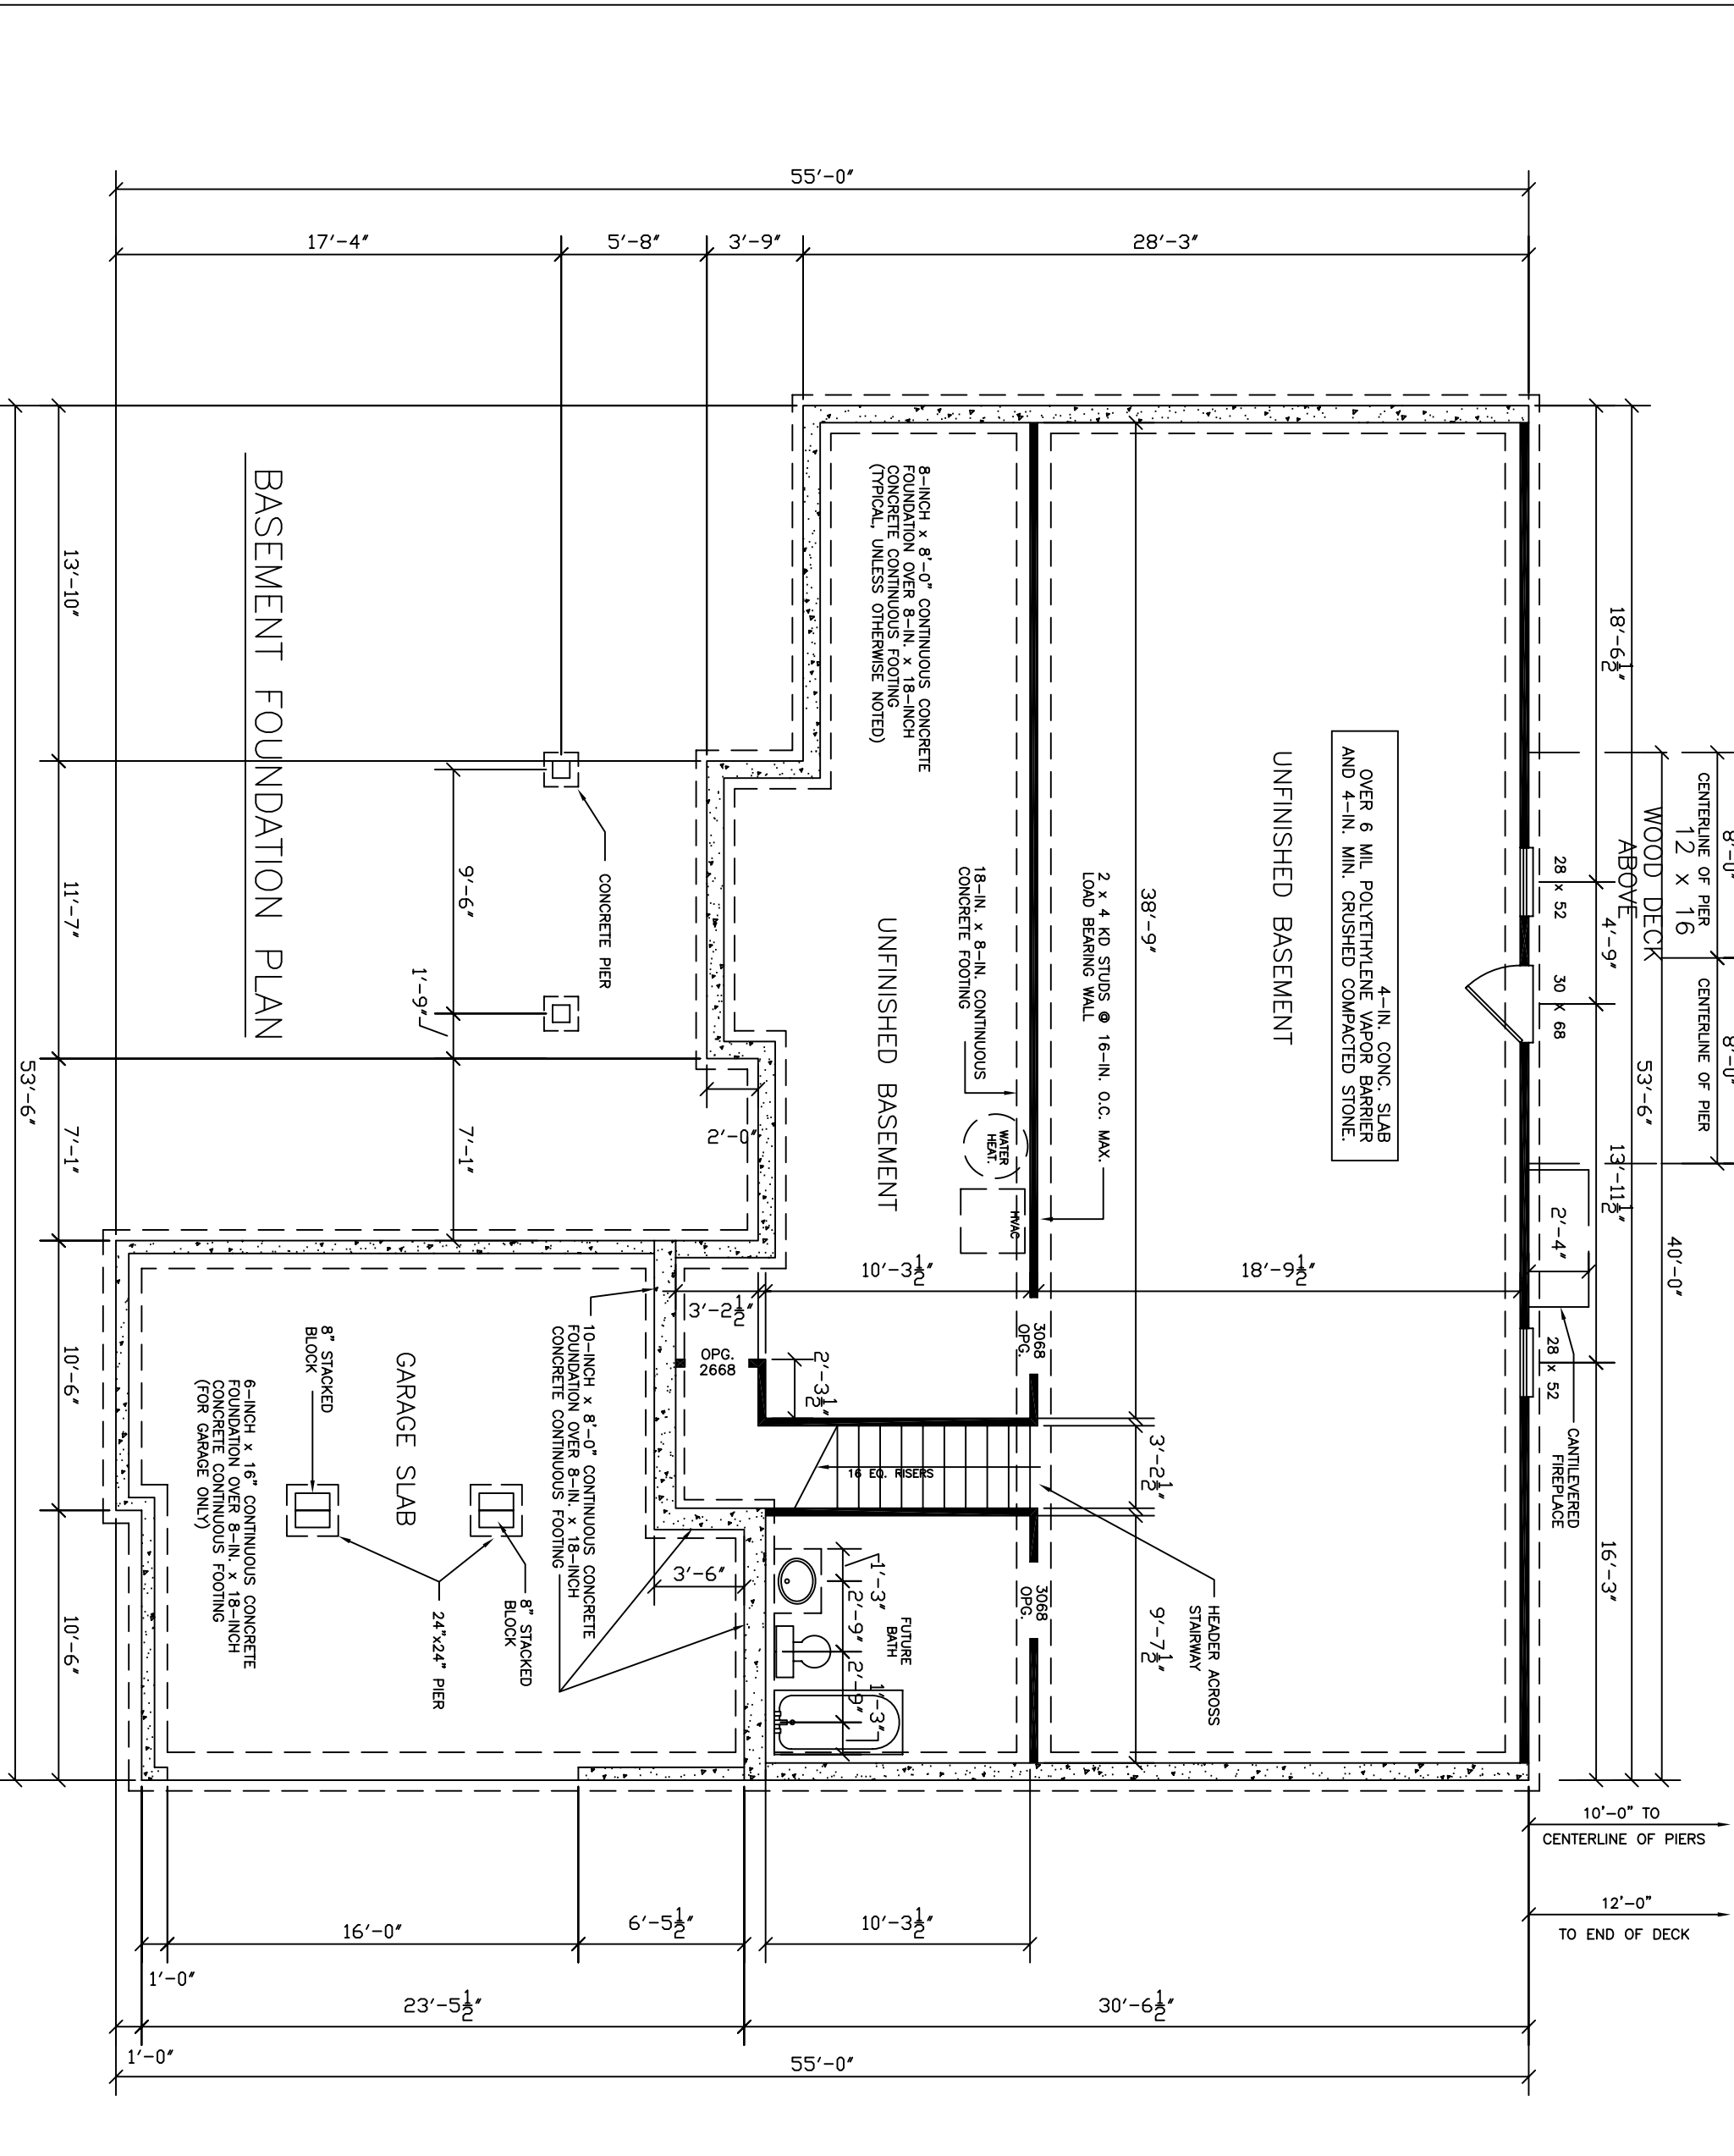 55'-0"
17'-4"
5'-8"
3'-9"
28'-3"
18'-6½"
4'-9"
13'-11½"
16'-3"
53'-6"
40'-0"
8'-0"
CENTERLINE OF PIER
8'-0"
CENTERLINE OF PIER
12 x 16
WOOD DECK
ABOVE
28 x 52
30 x 68
28 x 52
2'-4"
CANTILEVERED
FIREPLACE
4-IN. CONC. SLAB
OVER 6 MIL POLYETHYLENE VAPOR BARRIER
AND 4-IN. MIN. CRUSHED COMPACTED STONE.
UNFINISHED BASEMENT
38'-9"
3'-2½"
9'-7½"
2 x 4 KD STUDS @ 16-IN. O.C. MAX.
LOAD BEARING WALL
18-IN. x 8-IN. CONTINUOUS
CONCRETE FOOTING
8-INCH x 8'-0" CONTINUOUS CONCRETE
FOUNDATION OVER 8-IN. x 18-INCH
CONCRETE CONTINUOUS FOOTING
(TYPICAL, UNLESS OTHERWISE NOTED)
UNFINISHED BASEMENT
WATER
HEAT.
HVAC
10'-3½"
18'-9½"
3'-2½"
2'-3½"
3068
OPG.
OPG.
2668
16 EQ. RISERS
HEADER ACROSS
STAIRWAY
3068
OPG.
FUTURE
BATH
1'-3"
2'-9"
2'-9"
1'-3"
3'-6"
2'-0"
CONCRETE PIER
9'-6"
1'-9"
7'-1"
10-INCH x 8'-0" CONTINUOUS CONCRETE
FOUNDATION OVER 8-IN. x 18-INCH
CONCRETE CONTINUOUS FOOTING
GARAGE SLAB
8" STACKED
BLOCK
8" STACKED
BLOCK
24"x24" PIER
6-INCH x 16" CONTINUOUS CONCRETE
FOUNDATION OVER 8-IN. x 18-INCH
CONCRETE CONTINUOUS FOOTING
(FOR GARAGE ONLY)
BASEMENT FOUNDATION PLAN
13'-10"
11'-7"
7'-1"
10'-6"
10'-6"
53'-6"
10'-0" TO
CENTERLINE OF PIERS
12'-0"
TO END OF DECK
1'-0"
16'-0"
6'-5½"
10'-3½"
1'-0"
23'-5½"
30'-6½"
55'-0"